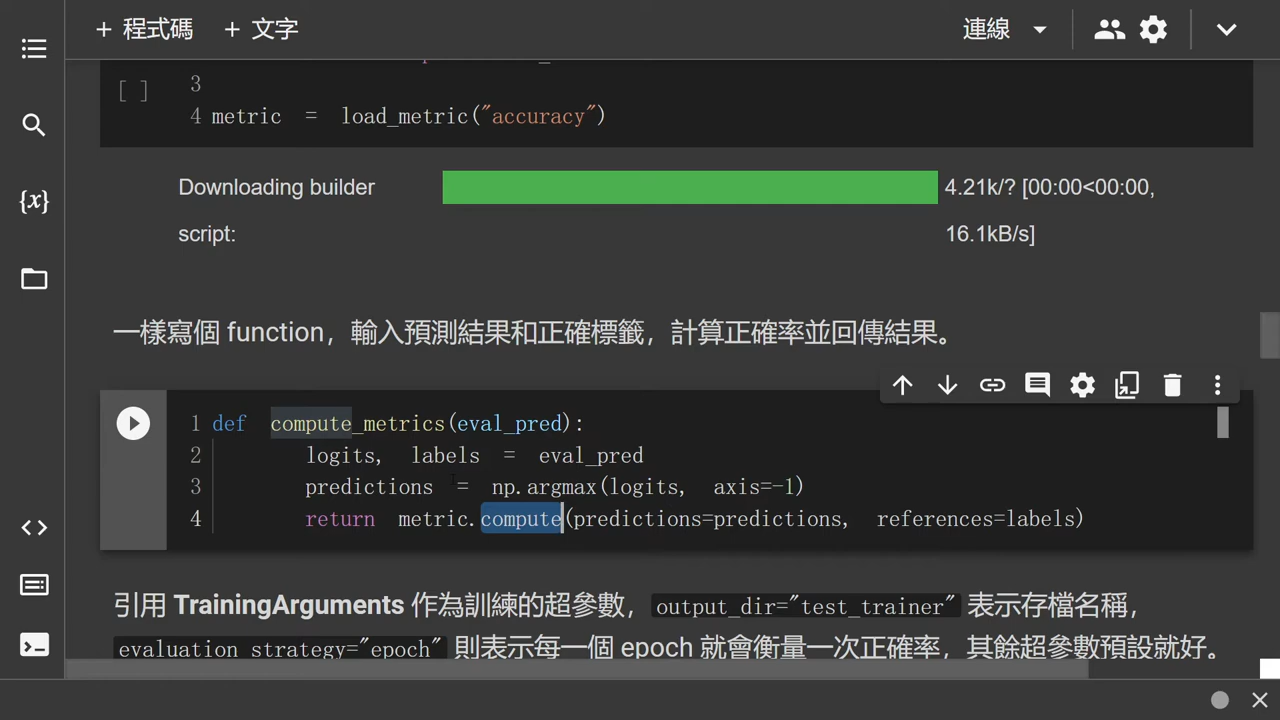 + 程式碼 + 文字 連線
3
[ ]
4 metric = load_metric("accuracy")
Downloading builder script: 4.21k/? [00:00<00:00, 16.1kB/s]
一樣寫個 function，輸入預測結果和正確標籤，計算正確率並回傳結果。
1 def compute_metrics(eval_pred):
2 logits, labels = eval_pred
3 predictions = np.argmax(logits, axis=-1)
4 return metric.compute(predictions=predictions, references=labels)
引用 TrainingArguments 作為訓練的超參數，output_dir="test_trainer" 表示存檔名稱，
evaluation_strategy="epoch" 則表示每一個 epoch 就會衡量一次正確率，其餘超參數預設就好。